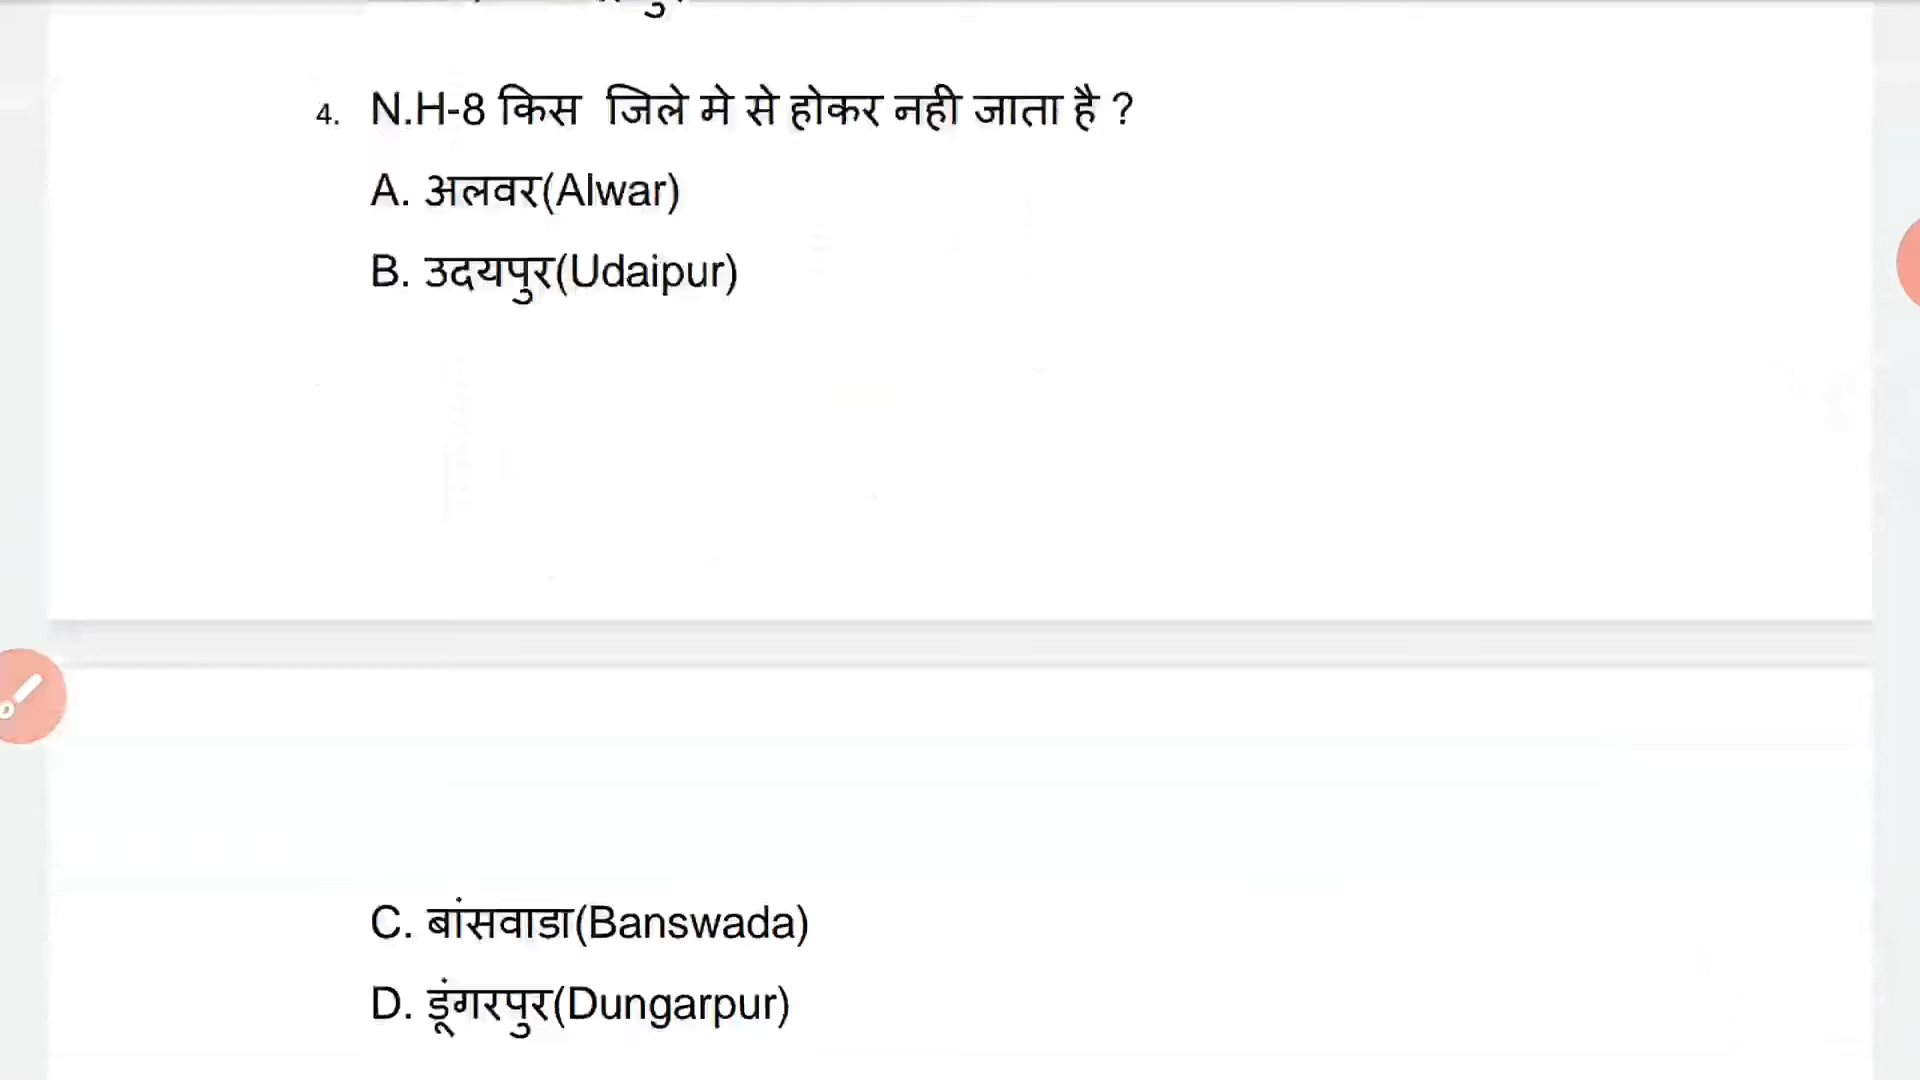 4. N.H-8 किस जिले मे से होकर नही जाता है ?
A. अलवर(Alwar)
B. उदयपुर(Udaipur)
C. बांसवाडा(Banswada)
D. डूंगरपुर(Dungarpur)